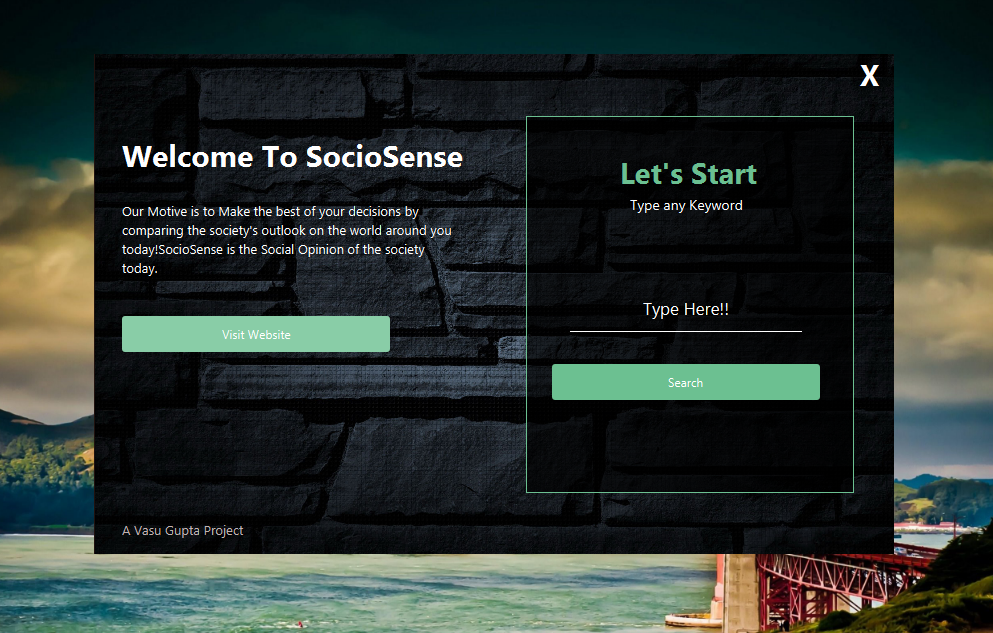 X
Welcome To SocioSense
Our Motive is to Make the best of your decisions by
comparing the society's outlook on the world around you
today!SocioSense is the Social Opinion of the society
today.
Visit Website
A Vasu Gupta Project
Let's Start
Type any Keyword
Type Here!!
Search